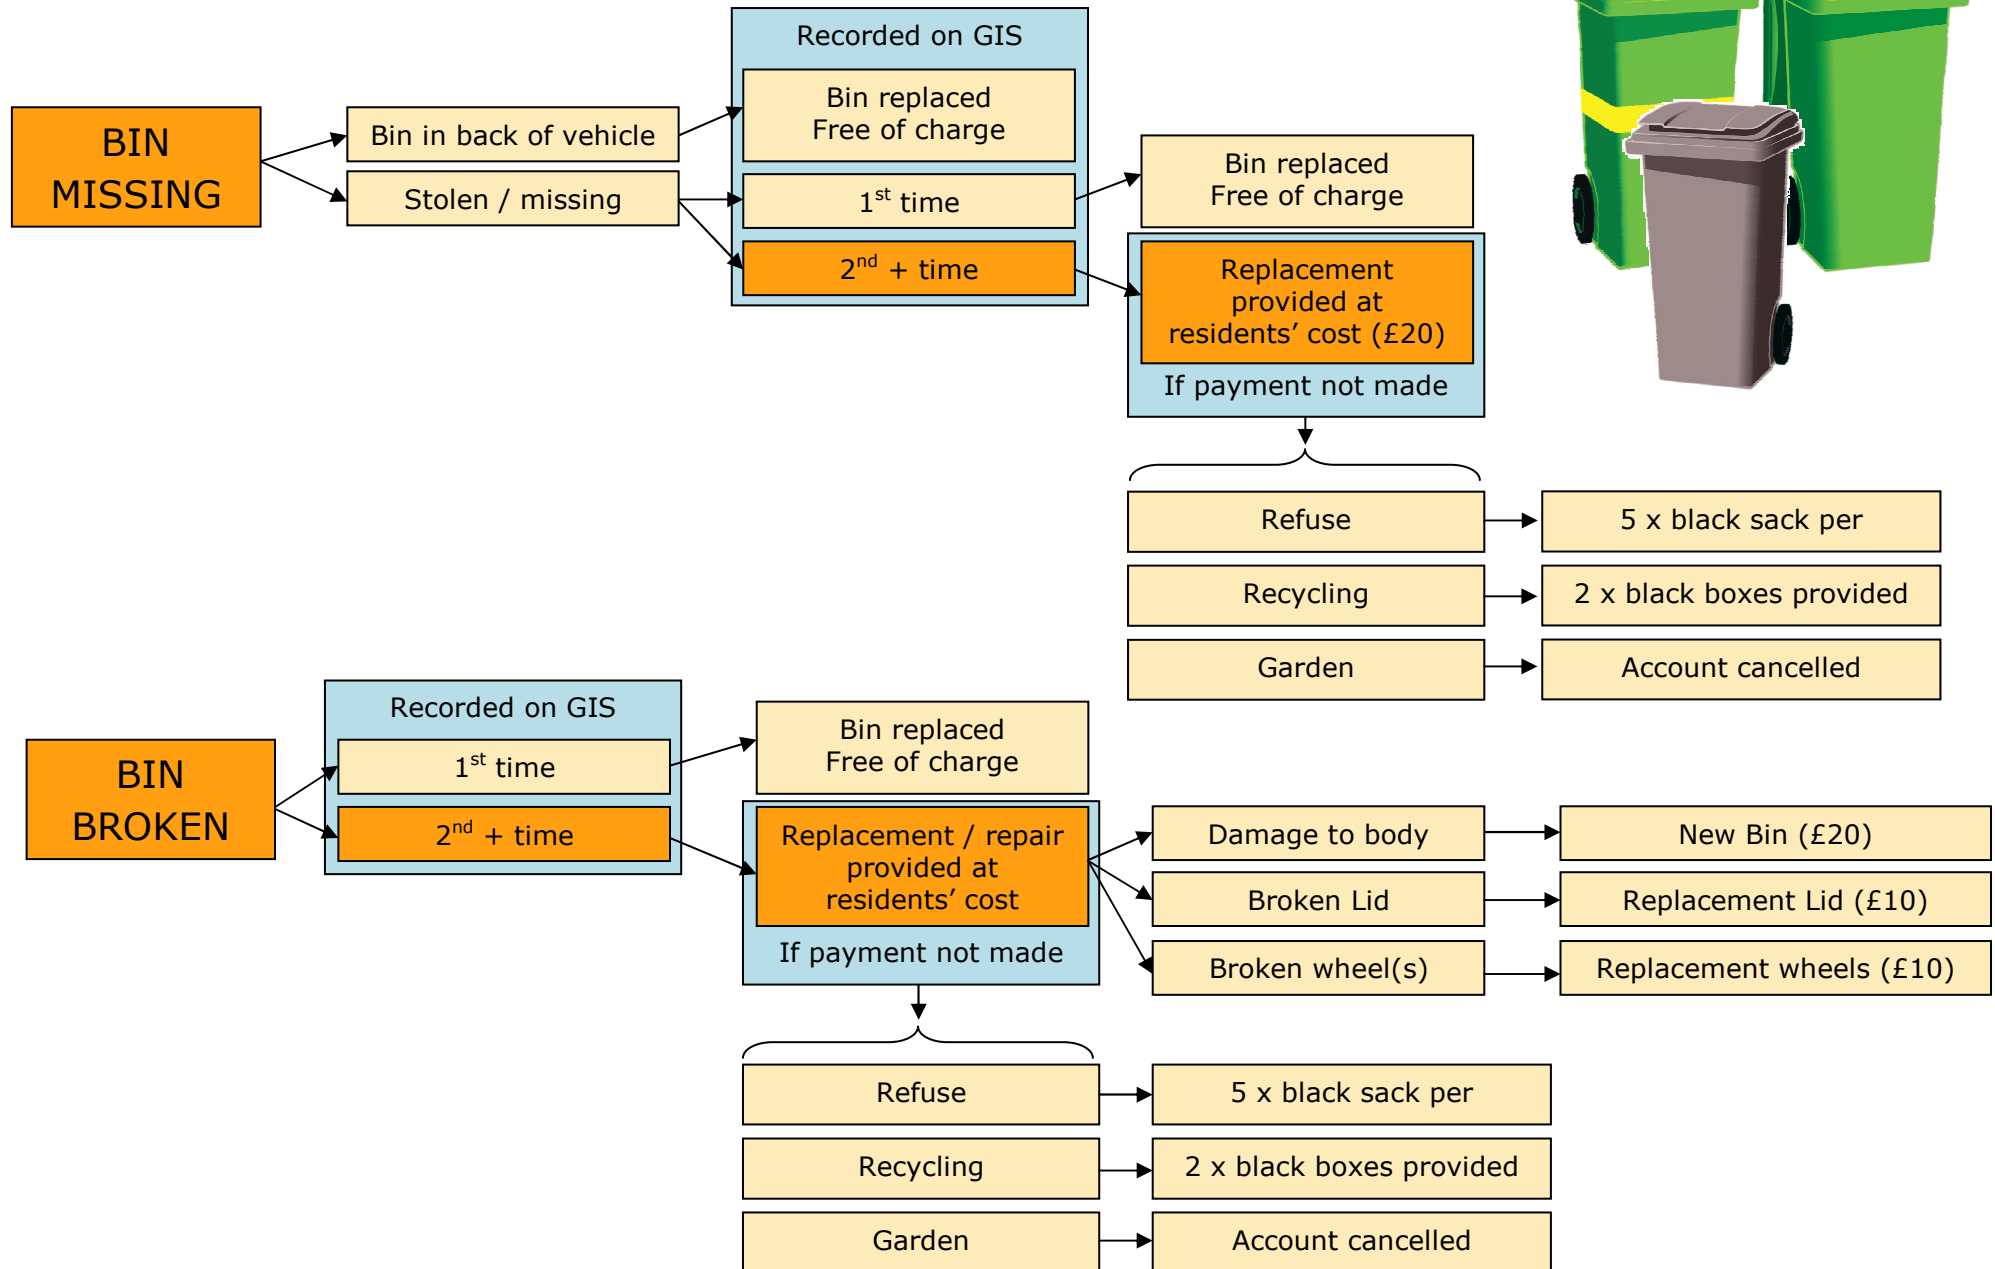 Recorded on GIS
BIN
MISSING
Bin in back of vehicle
Stolen / missing
Bin replaced
Free of charge
1st time
2nd + time
Bin replaced
Free of charge
Replacement
provided at
residents’ cost (£20)
If payment not made
Refuse
5 x black sack per
Recycling
2 x black boxes provided
Garden
Account cancelled
BIN
BROKEN
Recorded on GIS
1st time
2nd + time
Bin replaced
Free of charge
Replacement / repair
provided at
residents’ cost
If payment not made
Damage to body
New Bin (£20)
Broken Lid
Replacement Lid (£10)
Broken wheel(s)
Replacement wheels (£10)
Refuse
5 x black sack per
Recycling
2 x black boxes provided
Garden
Account cancelled